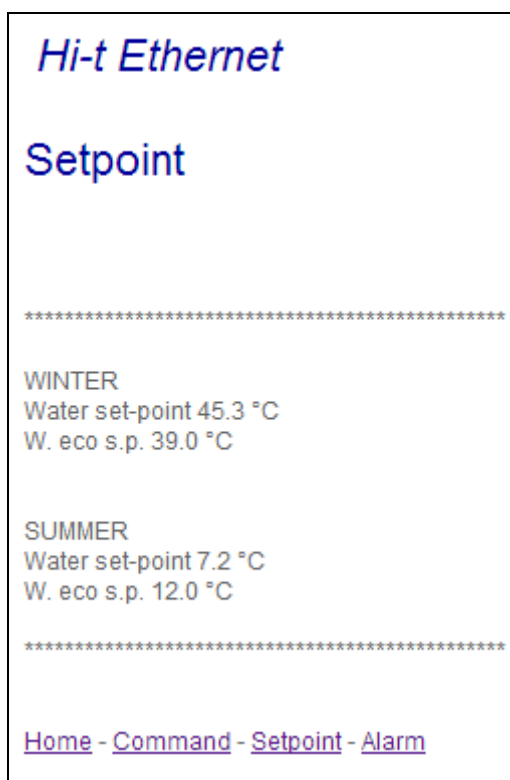 Hi-t Ethernet
Setpoint
************************************************
WINTER
Water set-point 45.3 °C
W. eco s.p. 39.0 °C
SUMMER
Water set-point 7.2 °C
W. eco s.p. 12.0 °C
************************************************
Home - Command - Setpoint - Alarm